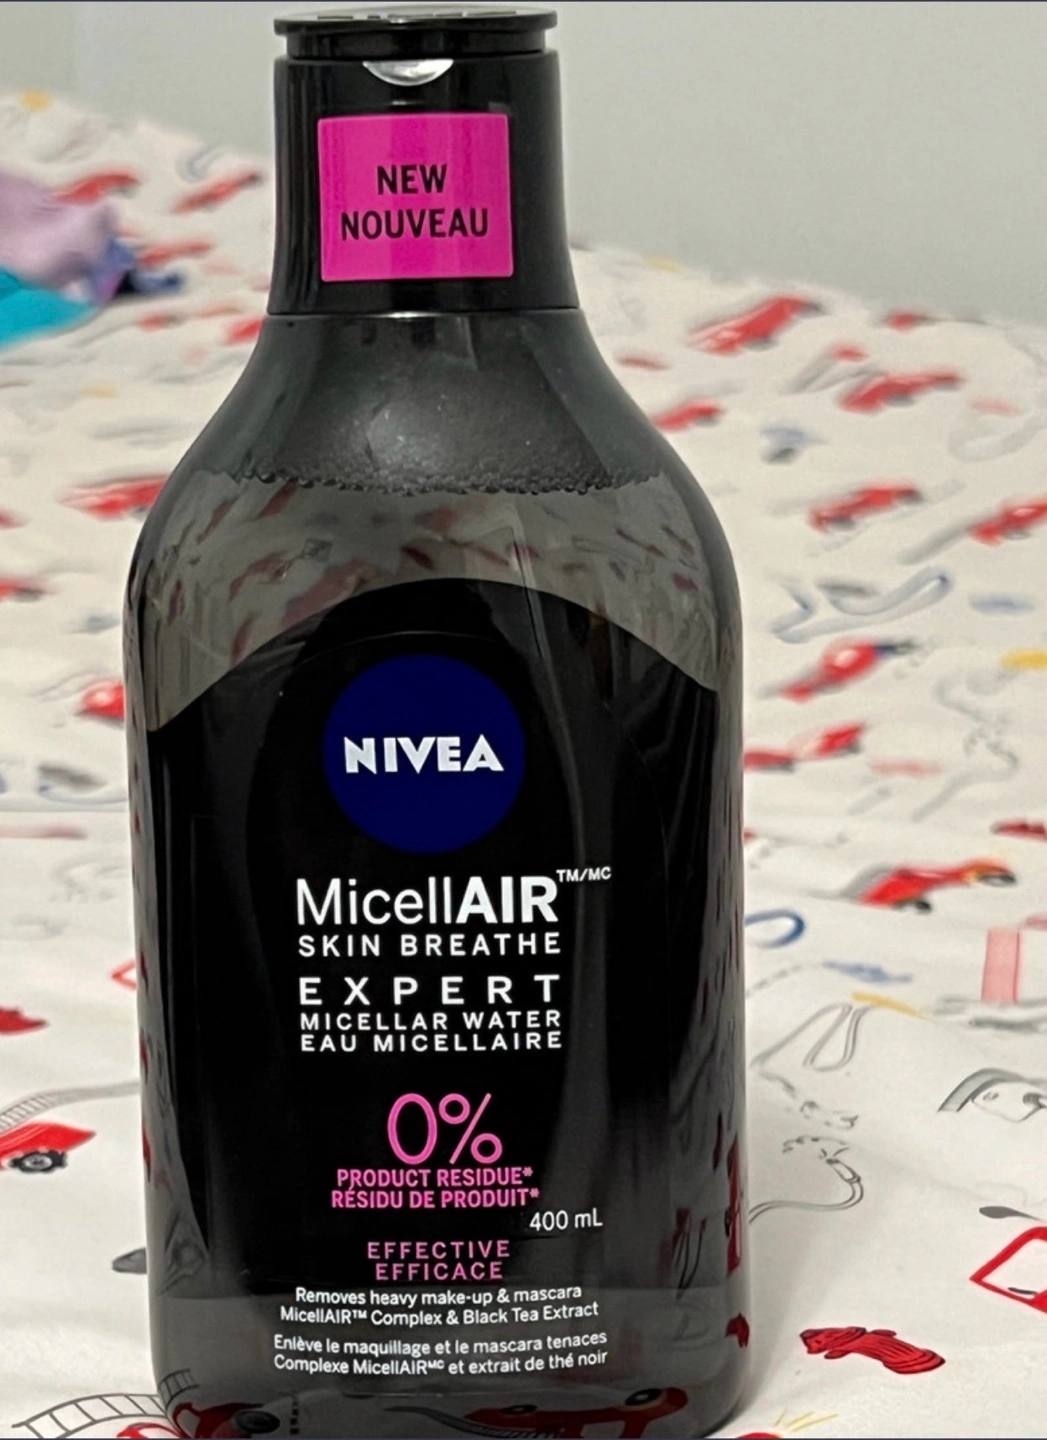 NEW
NOUVEAU
NIVEA
MicellAIR™/MC
SKIN BREATHE
EXPERT
MICELLAR WATER
EAU MICELLAIRE
0%
PRODUCT RESIDUE*
RÉSIDU DE PRODUIT*
400 mL
EFFECTIVE
EFFICACE
Removes heavy make-up & mascara
MicellAIR™ Complex & Black Tea Extract
Enlève le maquillage et le mascara tenaces
Complexe MicellAIRᴹᶜ et extrait de thé noir